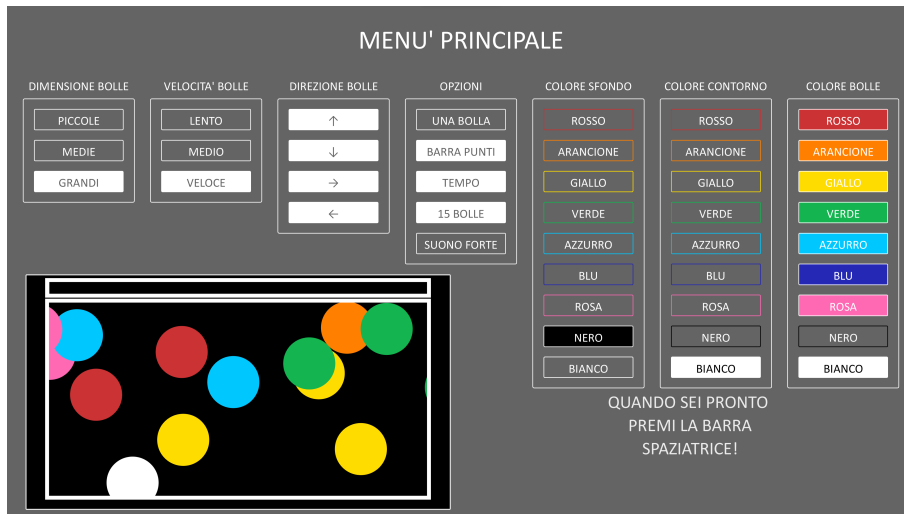 MENU' PRINCIPALE
DIMENSIONE BOLLE
PICCOLE
MEDIE
GRANDI
VELOCITA' BOLLE
LENTO
MEDIO
VELOCE
DIREZIONE BOLLE
↑
↓
→
←
OPZIONI
UNA BOLLA
BARRA PUNTI
TEMPO
15 BOLLE
SUONO FORTE
COLORE SFONDO
ROSSO
ARANCIONE
GIALLO
VERDE
AZZURRO
BLU
ROSA
NERO
BIANCO
COLORE CONTORNO
ROSSO
ARANCIONE
GIALLO
VERDE
AZZURRO
BLU
ROSA
NERO
BIANCO
COLORE BOLLE
ROSSO
ARANCIONE
GIALLO
VERDE
AZZURRO
BLU
ROSA
NERO
BIANCO
QUANDO SEI PRONTO
PREMI LA BARRA
SPAZIATRICE!